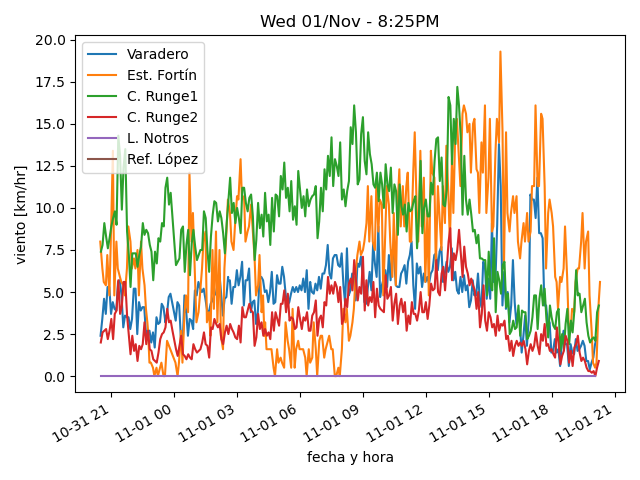 Wed 01/Nov - 8:25PM
viento [km/hr]
20.0
17.5
15.0
12.5
10.0
7.5
5.0
2.5
0.0
Varadero
Est. Fortín
C. Runge1
C. Runge2
L. Notros
Ref. López
10-31 21
11-01 00
11-01 03
11-01 06
11-01 09
11-01 12
11-01 15
11-01 18
11-01 21
fecha y hora